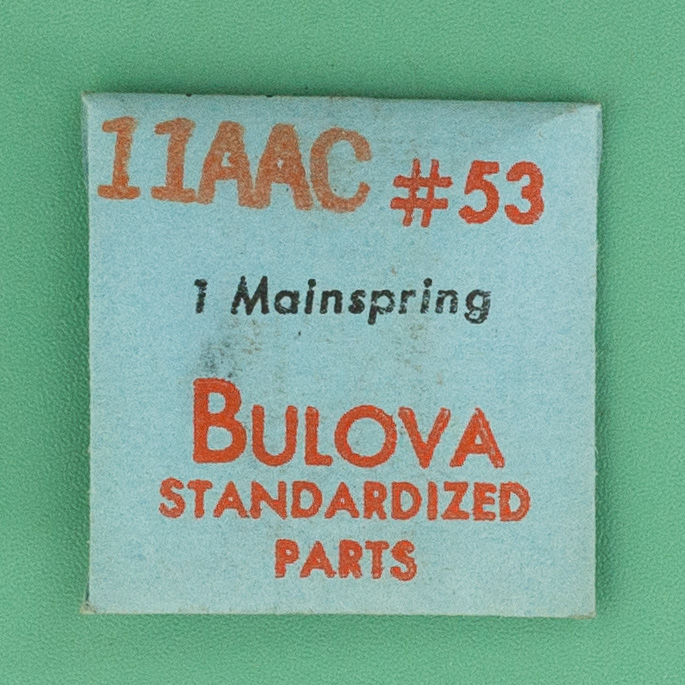 11AAC #53
1 Mainspring
BULOVA
STANDARDIZED
PARTS